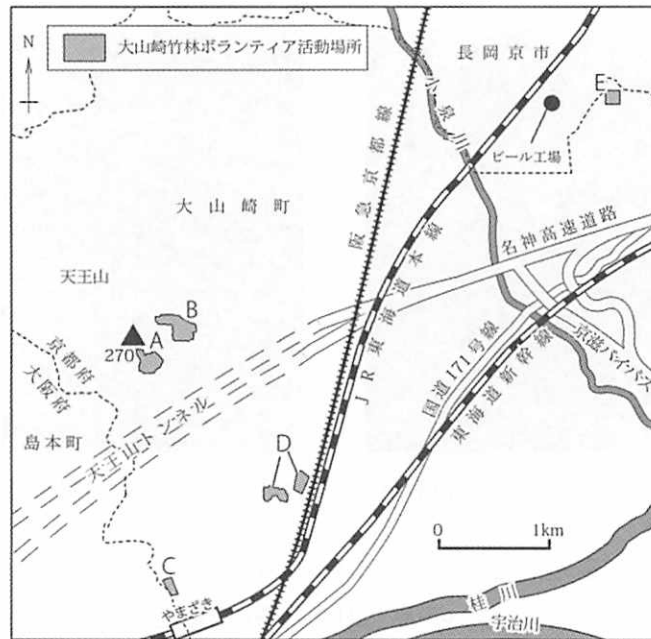 N
大山崎竹林ボランティア活動場所
長岡京市
E
小泉川
ビール工場
阪急京都線
大山崎町
JR東海道本線
名神高速道路
天王山
B
A
270
京都府
大阪府
国道171号線
東海道新幹線
京滋バイパス
島本町
天王山トンネル
D
0 1km
C
やまざき
桂川
宇治川